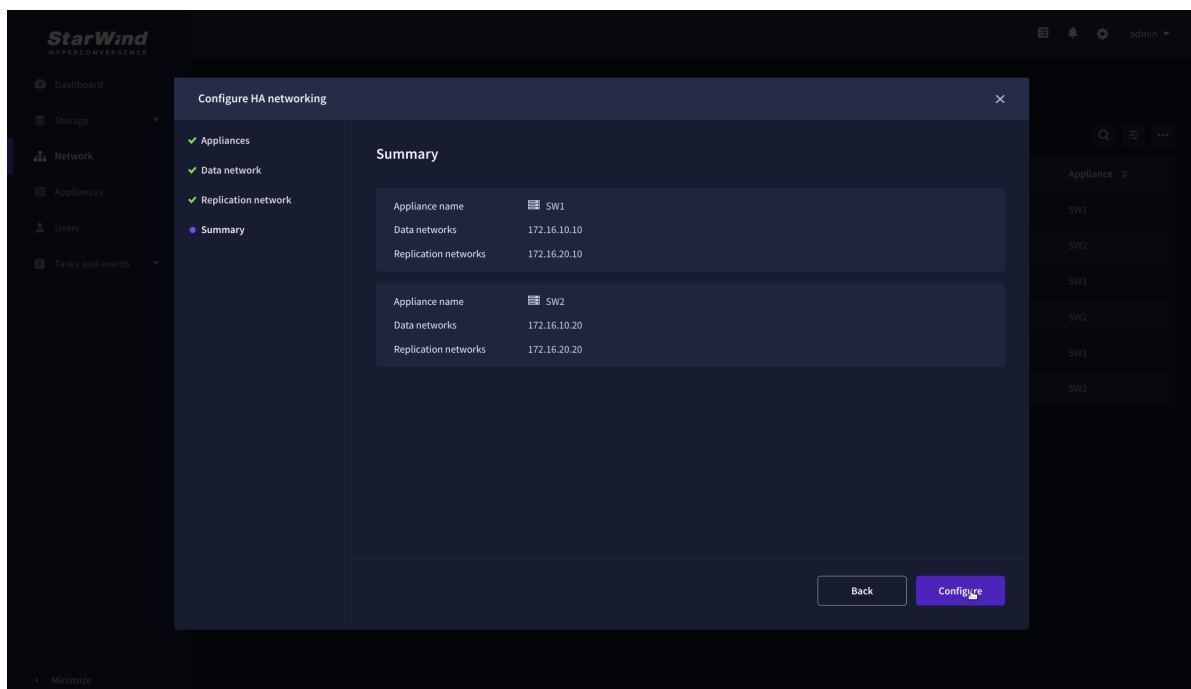 StarWind
HYPERCONVERGENCE
admin
Dashboard
Storage
Network
Appliances
Users
Tasks and events
Minimize
Configure HA networking
Appliances
Data network
Replication network
Summary
Summary
Appliance name SW1
Data networks 172.16.10.10
Replication networks 172.16.20.10
Appliance name SW2
Data networks 172.16.10.20
Replication networks 172.16.20.20
Back Configure
Appliance
SW1
SW2
SW1
SW2
SW1
SW2